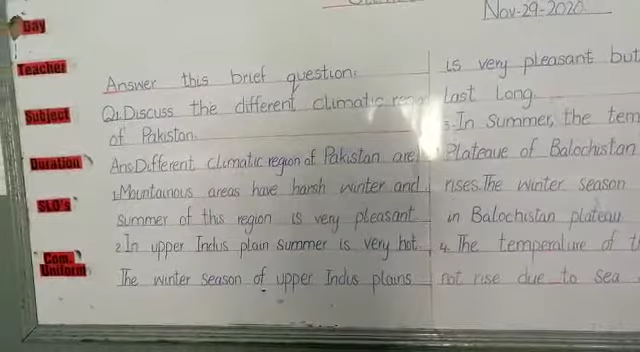 Nov-29-2020
Day
Teacher
Subject
Duration
SLO's
Com.
Uniform
Answer this brief question:
Q1.Discuss the different climatic
of Pakistan.
Ans.Different climatic region of Pakistan are
1.Mountainous areas have harsh winter and
summer of this region is very pleasant
2.In upper Indus plain summer is very hot.
The winter season of upper Indus plains
is very pleasant but
last long.
3.In Summer, the tem
Plateaue of Balochistan
rises.The winter season
in Balochistan plateau
4.The temperature of
not rise due to sea